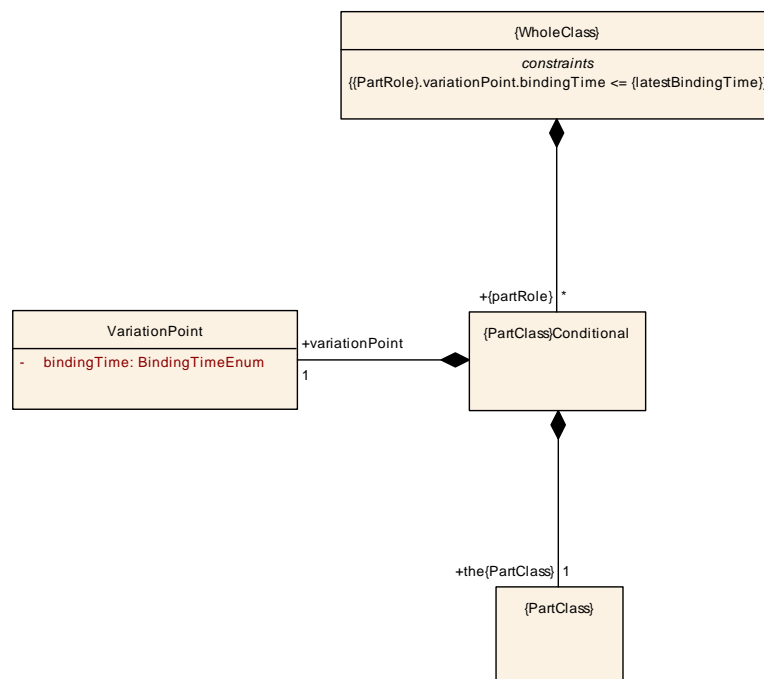 {WholeClass}
constraints
{{PartRole}.variationPoint.bindingTime <= {latestBindingTime}}
+{partRole} *
VariationPoint
- bindingTime: BindingTimeEnum
+variationPoint
1
{PartClass}Conditional
+the{PartClass} 1
{PartClass}